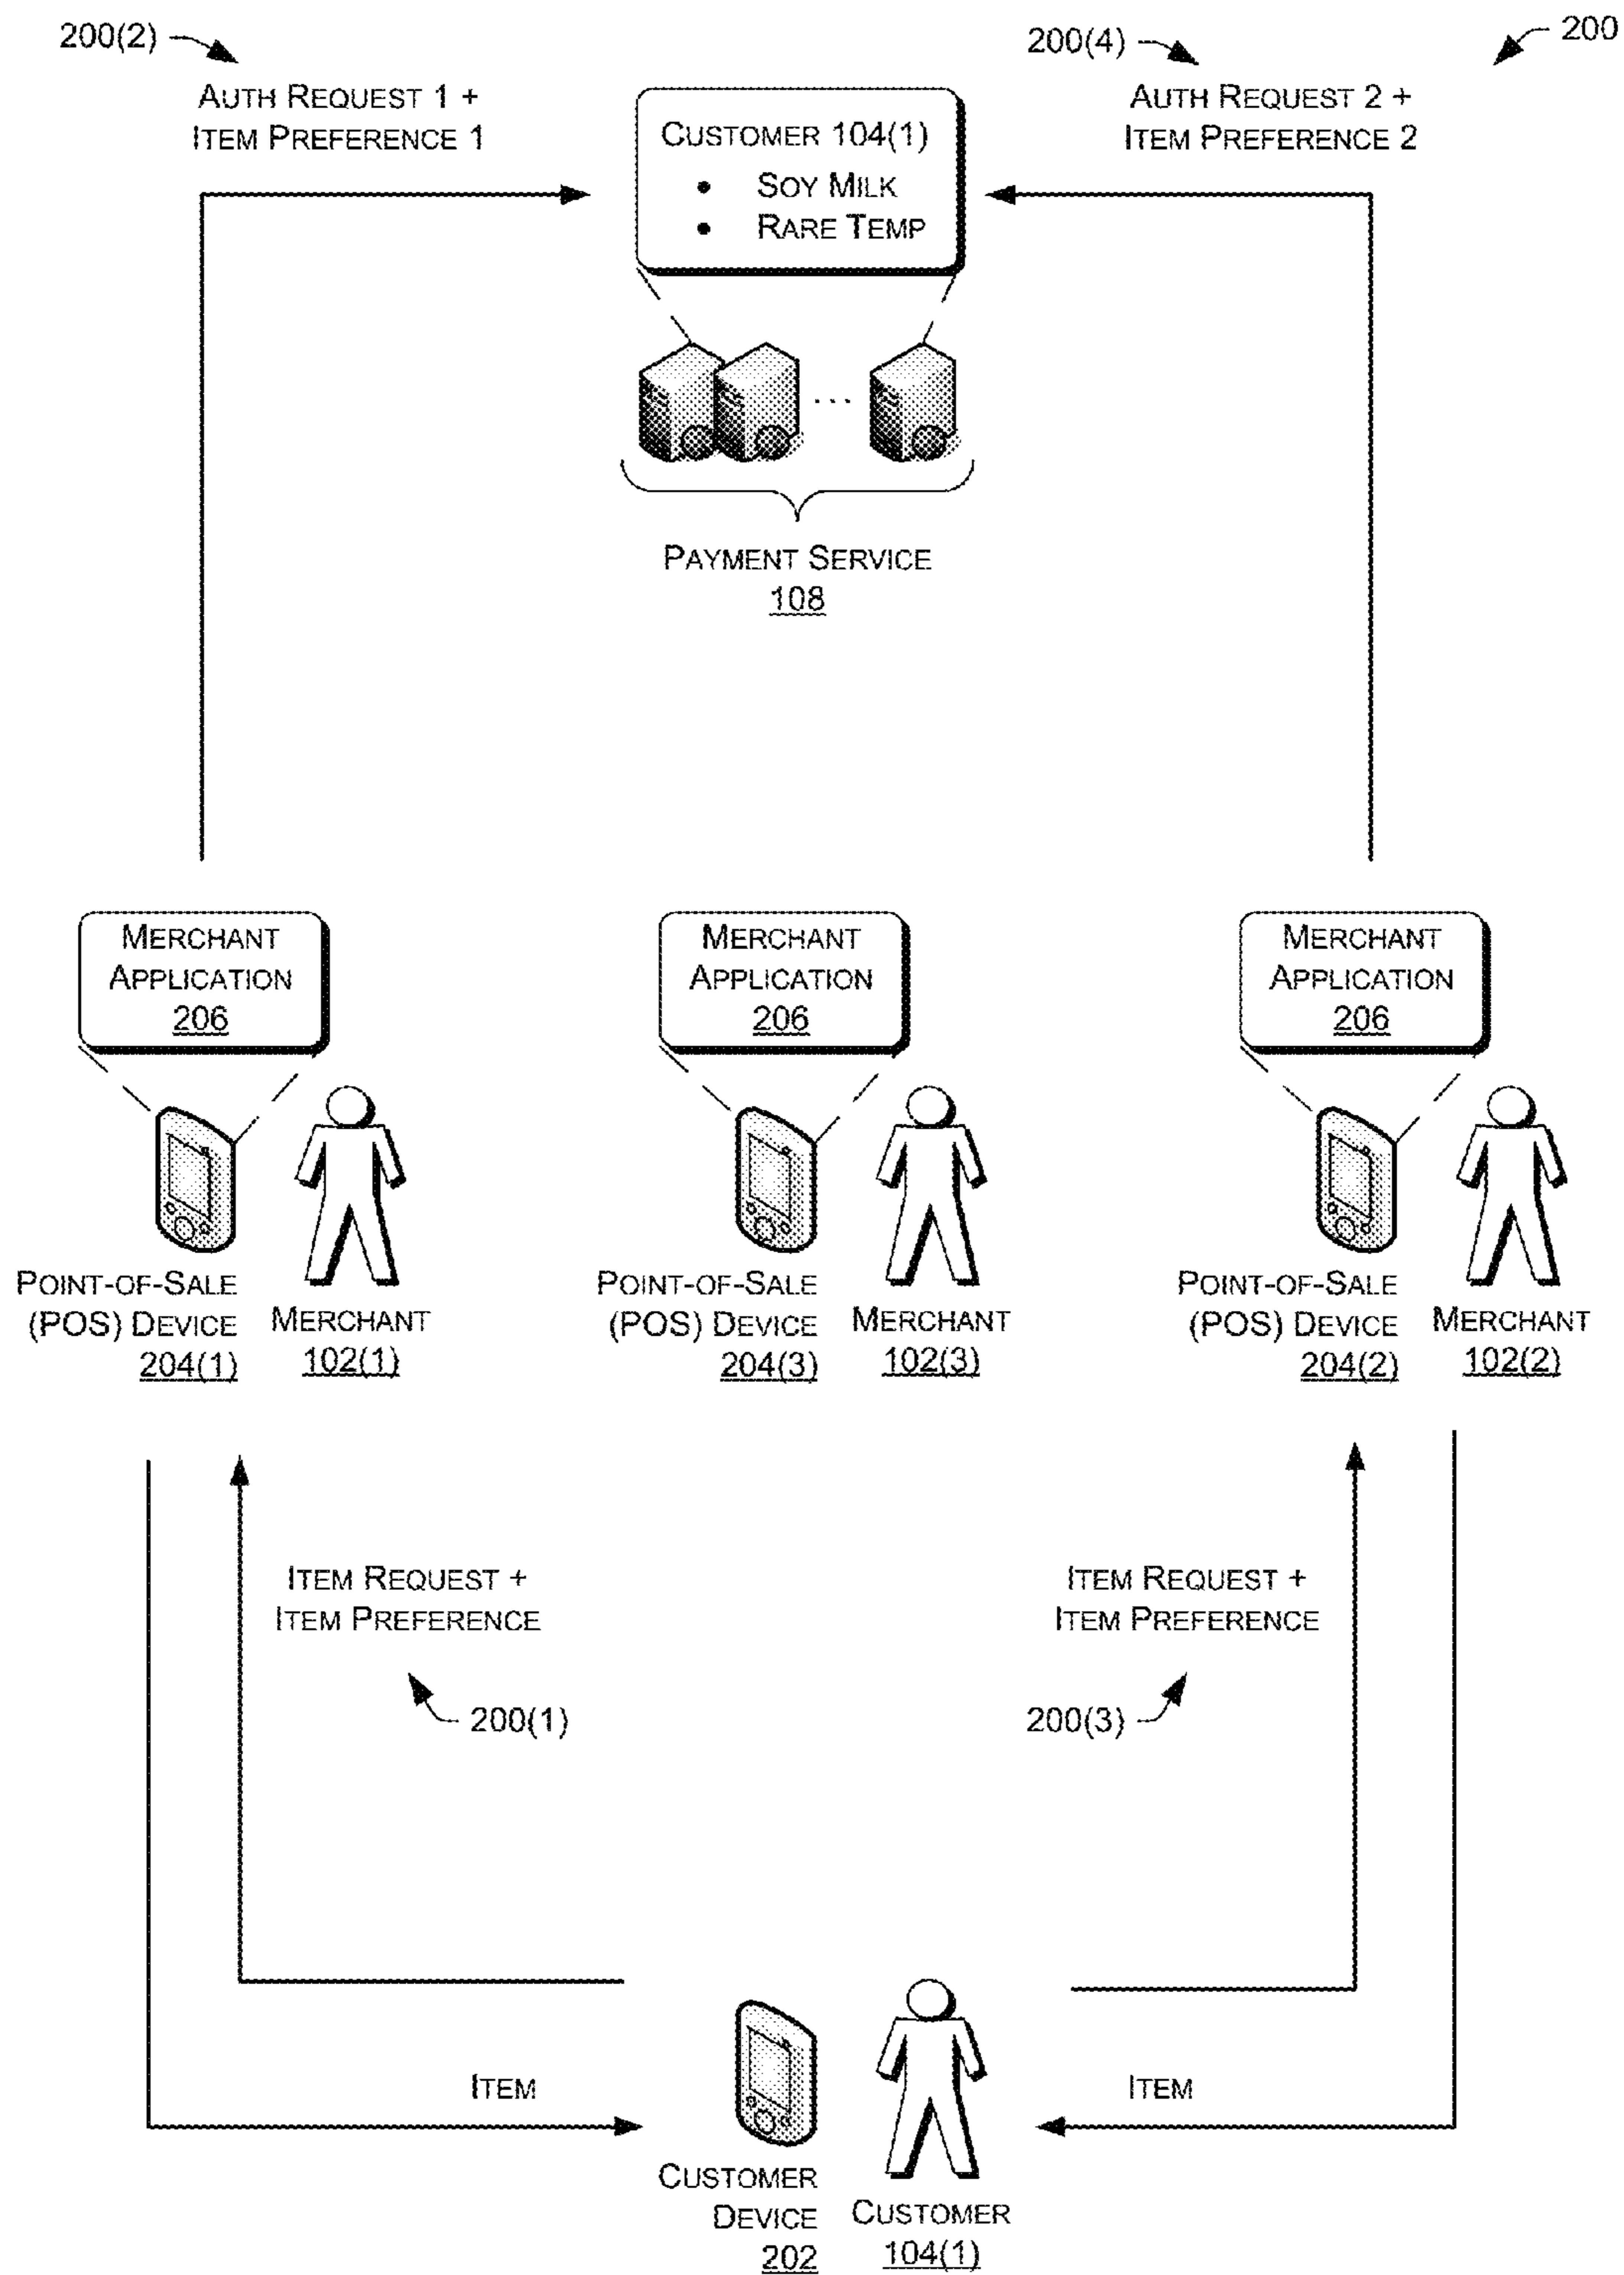 200(2)
200(4)
200
AUTH REQUEST 1 +
ITEM PREFERENCE 1
AUTH REQUEST 2 +
ITEM PREFERENCE 2
CUSTOMER 104(1)
• SOY MILK
• RARE TEMP
...
PAYMENT SERVICE
108
MERCHANT
APPLICATION
206
MERCHANT
APPLICATION
206
MERCHANT
APPLICATION
206
POINT-OF-SALE
(POS) DEVICE
204(1)
MERCHANT
102(1)
POINT-OF-SALE
(POS) DEVICE
204(3)
MERCHANT
102(3)
POINT-OF-SALE
(POS) DEVICE
204(2)
MERCHANT
102(2)
ITEM REQUEST +
ITEM PREFERENCE
200(1)
ITEM REQUEST +
ITEM PREFERENCE
200(3)
ITEM
ITEM
CUSTOMER
DEVICE
202
CUSTOMER
104(1)